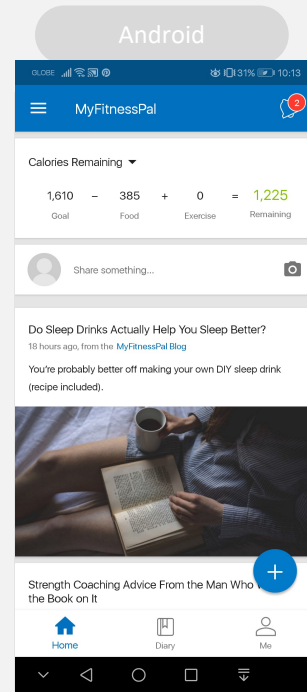 Android
GLOBE 31% 10:13
MyFitnessPal 2
Calories Remaining
1,610 – 385 + 0 = 1,225
Goal Food Exercise Remaining
Share something...
Do Sleep Drinks Actually Help You Sleep Better?
18 hours ago, from the MyFitnessPal Blog
You're probably better off making your own DIY sleep drink
(recipe included).
Strength Coaching Advice From the Man Who
the Book on It
+
Home Diary Me